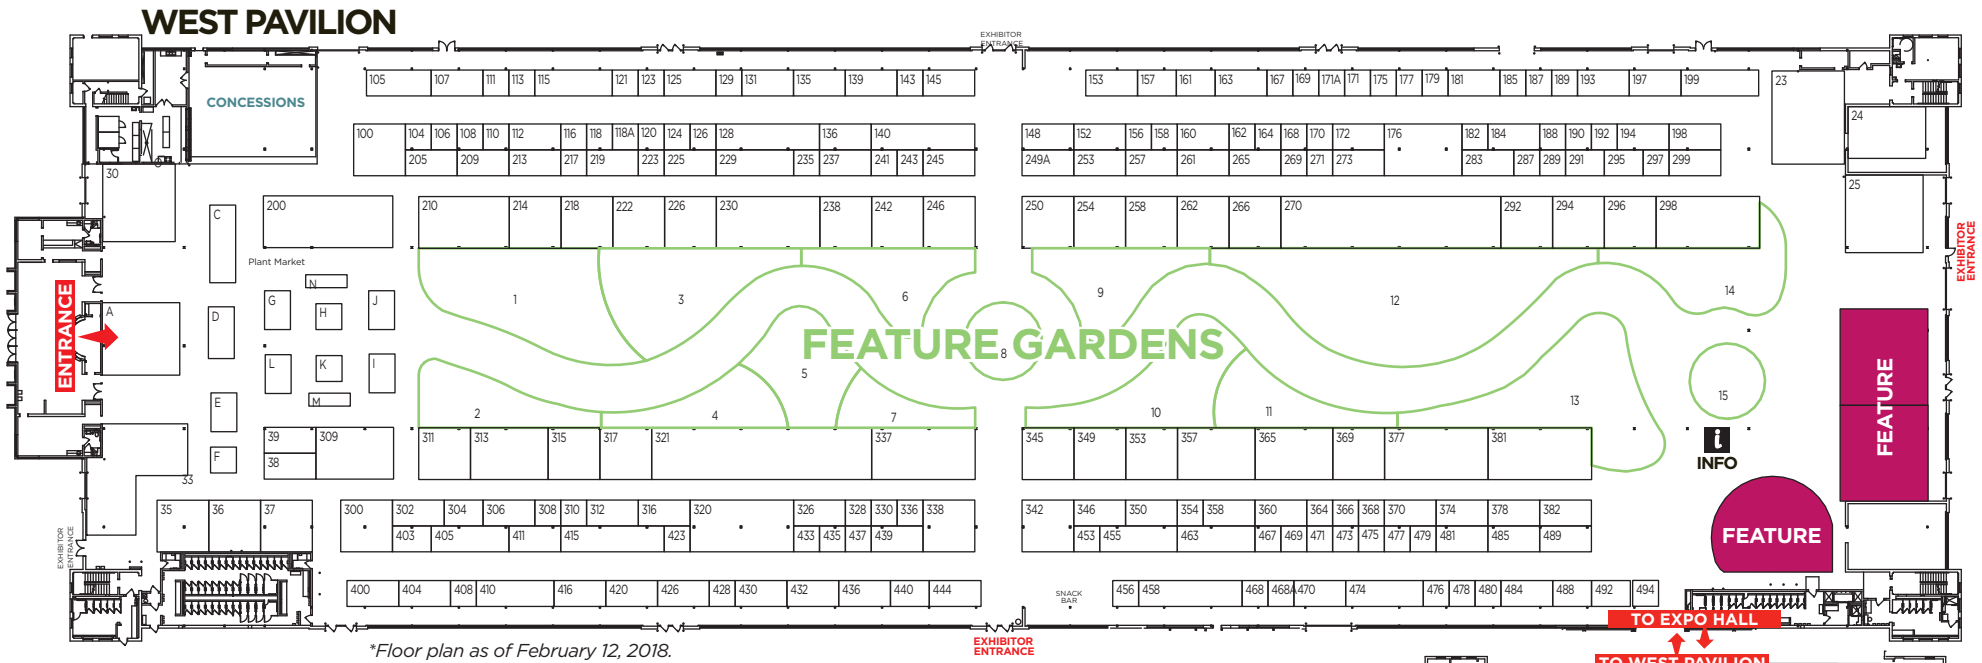 WEST PAVILION
EXHIBITOR
ENTRANCE
105 107 111 113 115 121 123 125 129 131 135 139 143 145 153 157 161 163 167 169 171A 171 175 177 179 181 185 187 189 193 197 199
23
CONCESSIONS
100 104 106 108 110 112 116 118 118A 120 124 126 128 136 140 148 152 156 158 160 162 164 168 170 172 176 182 184 188 190 192 194 198
24
205 209 213 217 219 223 225 229 235 237 241 243 245 249A 253 257 261 265 269 271 273 283 287 289 291 295 297 299
30
25
C 200 210 214 218 222 226 230 238 242 246 250 254 258 262 266 270 292 294 296 298
EXHIBITOR
ENTRANCE
Plant Market
N
G H J
1 3 6 9 12 14
ENTRANCE
A D
FEATURE GARDENS
8
L K I
5
M
E
2 4 7 10 11 13 15
FEATURE
INFO
F 39 309 311 313 315 317 321 337 345 349 353 357 365 369 377 381
38
33
35 36 37 300 302 304 306 308 310 312 316 320 326 328 330 336 338 342 346 350 354 358 360 364 366 368 370 374 378 382
403 405 411 415 423 433 435 437 439 453 455 463 467 469 471 473 475 477 479 481 485 489
FEATURE
EXHIBITOR
ENTRANCE
400 404 408 410 416 420 426 428 430 432 436 440 444
SNACK
BAR
456 458 468 468A 470 474 476 478 480 484 488 492 494
TO EXPO HALL
EXHIBITOR
ENTRANCE
*Floor plan as of February 12, 2018.
TO WEST PAVILION